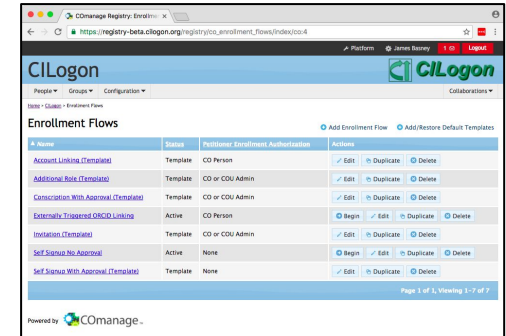 COmanage Registry: Enrollme
https://registry-beta.cilogon.org/registry/co_enrollment_flows/index/co:4
Platform James Basney 1 Logout
CILogon CILogon
People Groups Configuration Collaborations
Home > CILogon > Enrollment Flows
Enrollment Flows
Add Enrollment Flow Add/Restore Default Templates
Name Status Petitioner Enrollment Authorization Actions
Account Linking (Template) Template CO Person Edit Duplicate Delete
Additional Role (Template) Template CO or COU Admin Edit Duplicate Delete
Conscription With Approval (Template) Template CO or COU Admin Edit Duplicate Delete
Externally Triggered ORCID Linking Active CO Person Begin Edit Duplicate Delete
Invitation (Template) Template CO or COU Admin Edit Duplicate Delete
Self Signup No Approval Active None Begin Edit Duplicate Delete
Self Signup With Approval (Template) Template None Edit Duplicate Delete
Page 1 of 1, Viewing 1-7 of 7
Powered by COmanage